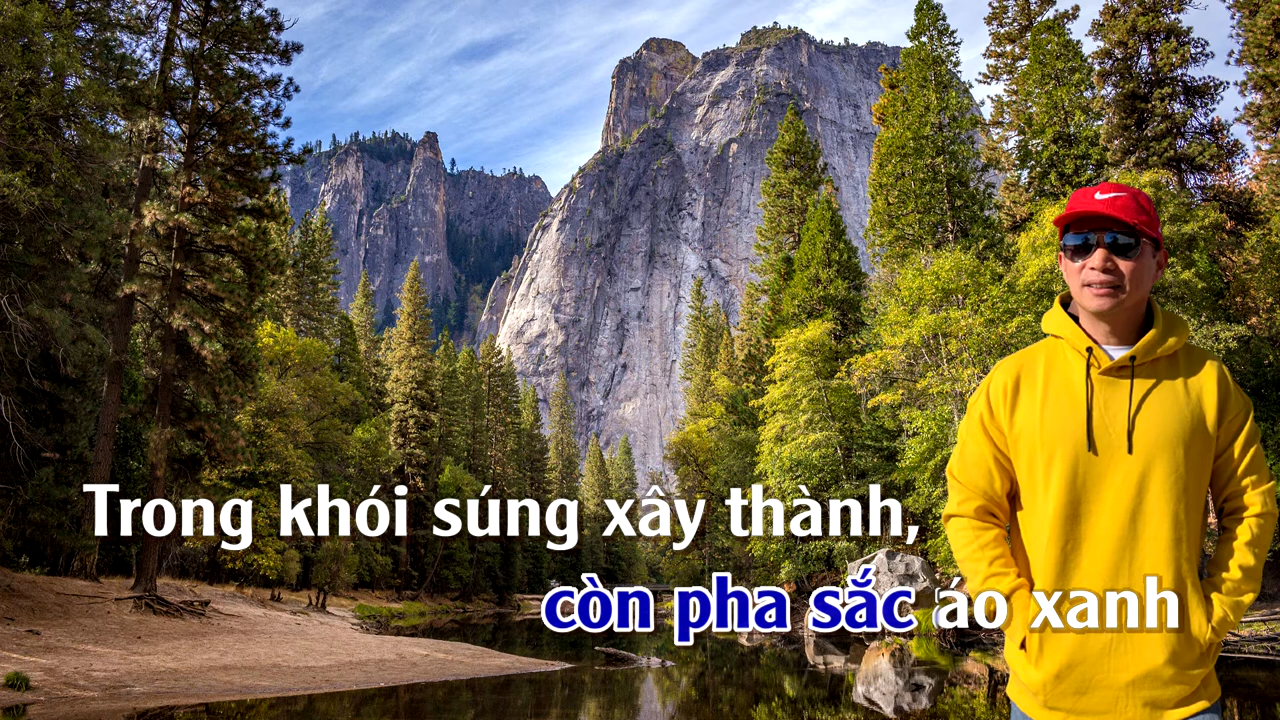 Trong khói súng xây thành,
còn pha sắc áo xanh